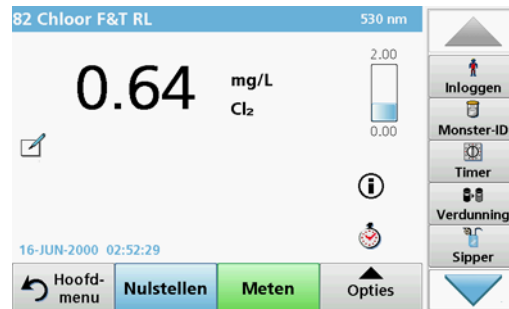 82 Chloor F&T RL
530 nm
0.64
mg/L
Cl₂
2.00
0.00
16-JUN-2000 02:52:29
Hoofd-
menu
Nulstellen
Meten
Opties
Inloggen
Monster-ID
Timer
Verdunning
Sipper